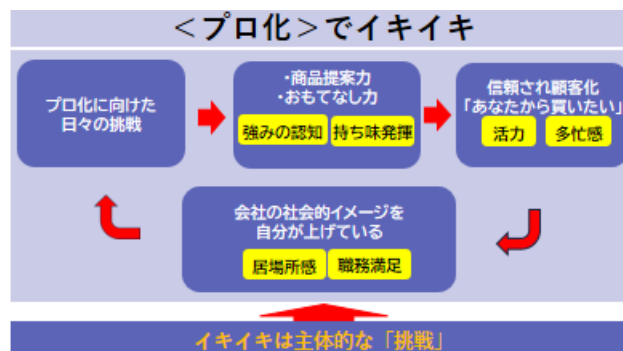 ＜プロ化＞でイキイキ
プロ化に向けた
日々の挑戦
・商品提案力
・おもてなし力
強みの認知
持ち味発揮
信頼され顧客化
「あなたから買いたい」
活力
多忙感
会社の社会的イメージを
自分が上げている
居場所感
職務満足
イキイキは主体的な「挑戦」